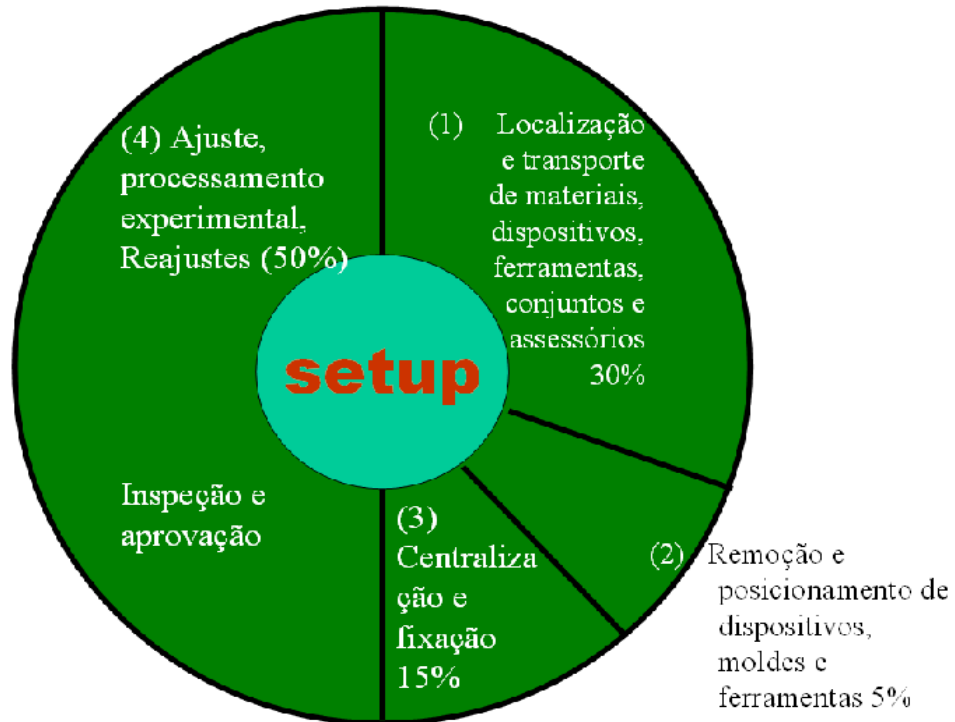 (4) Ajuste,
processamento
experimental,
Reajustes (50%)
Inspeção e
aprovação
setup
(1) Localização
e transporte
de materiais,
dispositivos,
ferramentas,
conjuntos e
assessórios
30%
(2) Remoção e
posicionamento de
dispositivos,
moldes e
ferramentas 5%
(3)
Centraliza
ção e
fixação
15%